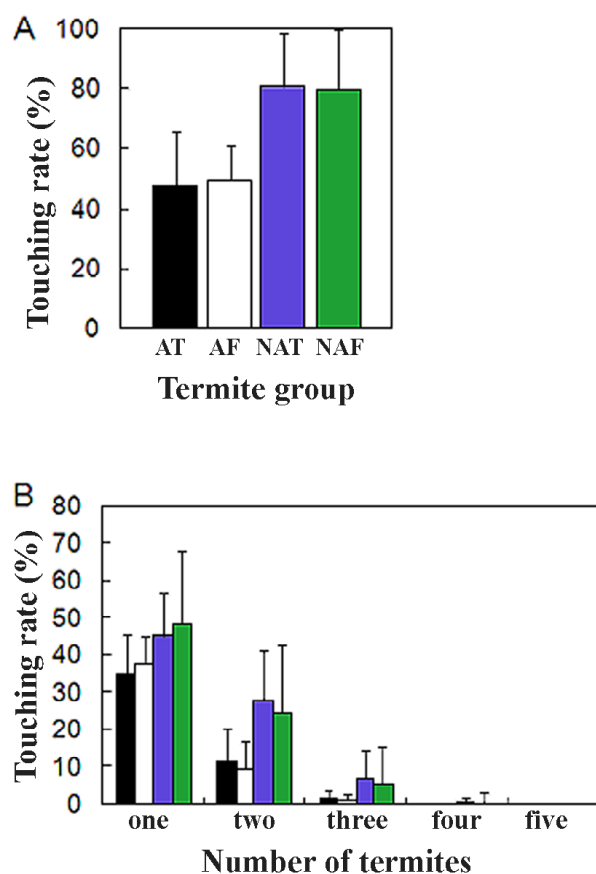 A
Touching rate (%)
100
80
60
40
20
0
AT AF NAT NAF
Termite group
B
Touching rate (%)
80
70
60
50
40
30
20
10
0
one two three four five
Number of termites